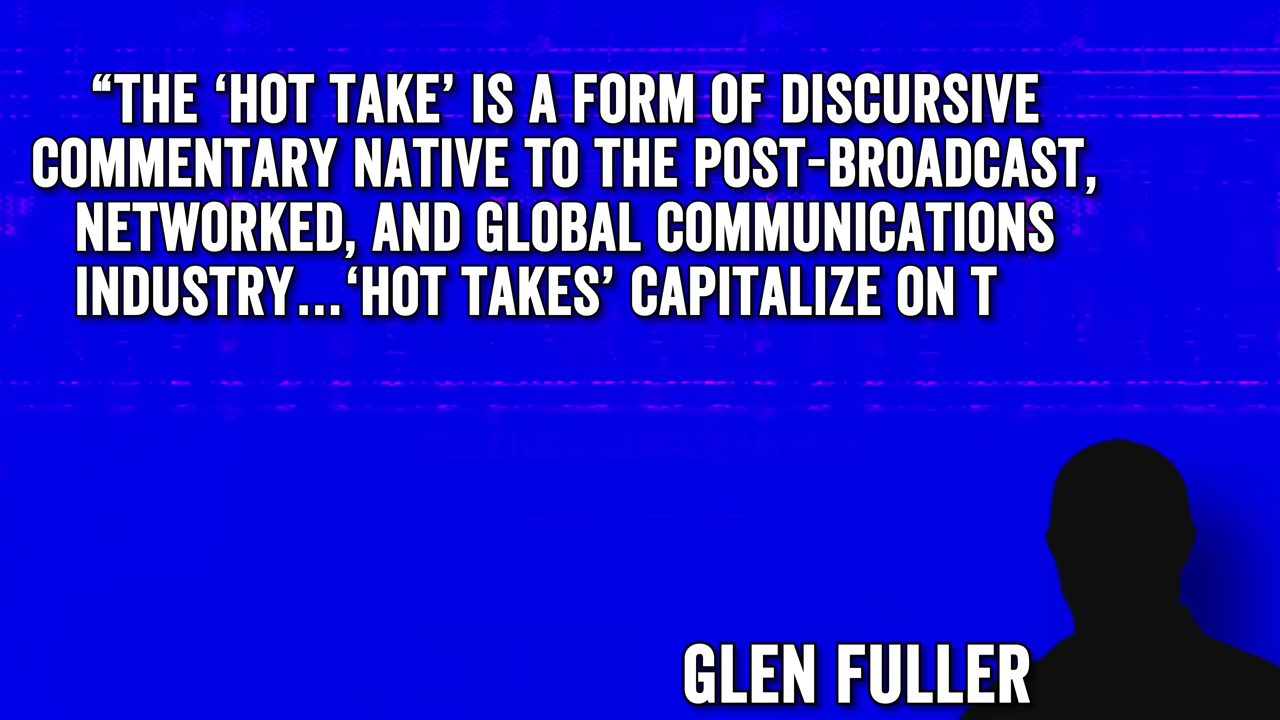 “THE ‘HOT TAKE’ IS A FORM OF DISCURSIVE
COMMENTARY NATIVE TO THE POST-BROADCAST,
NETWORKED, AND GLOBAL COMMUNICATIONS
INDUSTRY...‘HOT TAKES’ CAPITALIZE ON T
GLEN FULLER